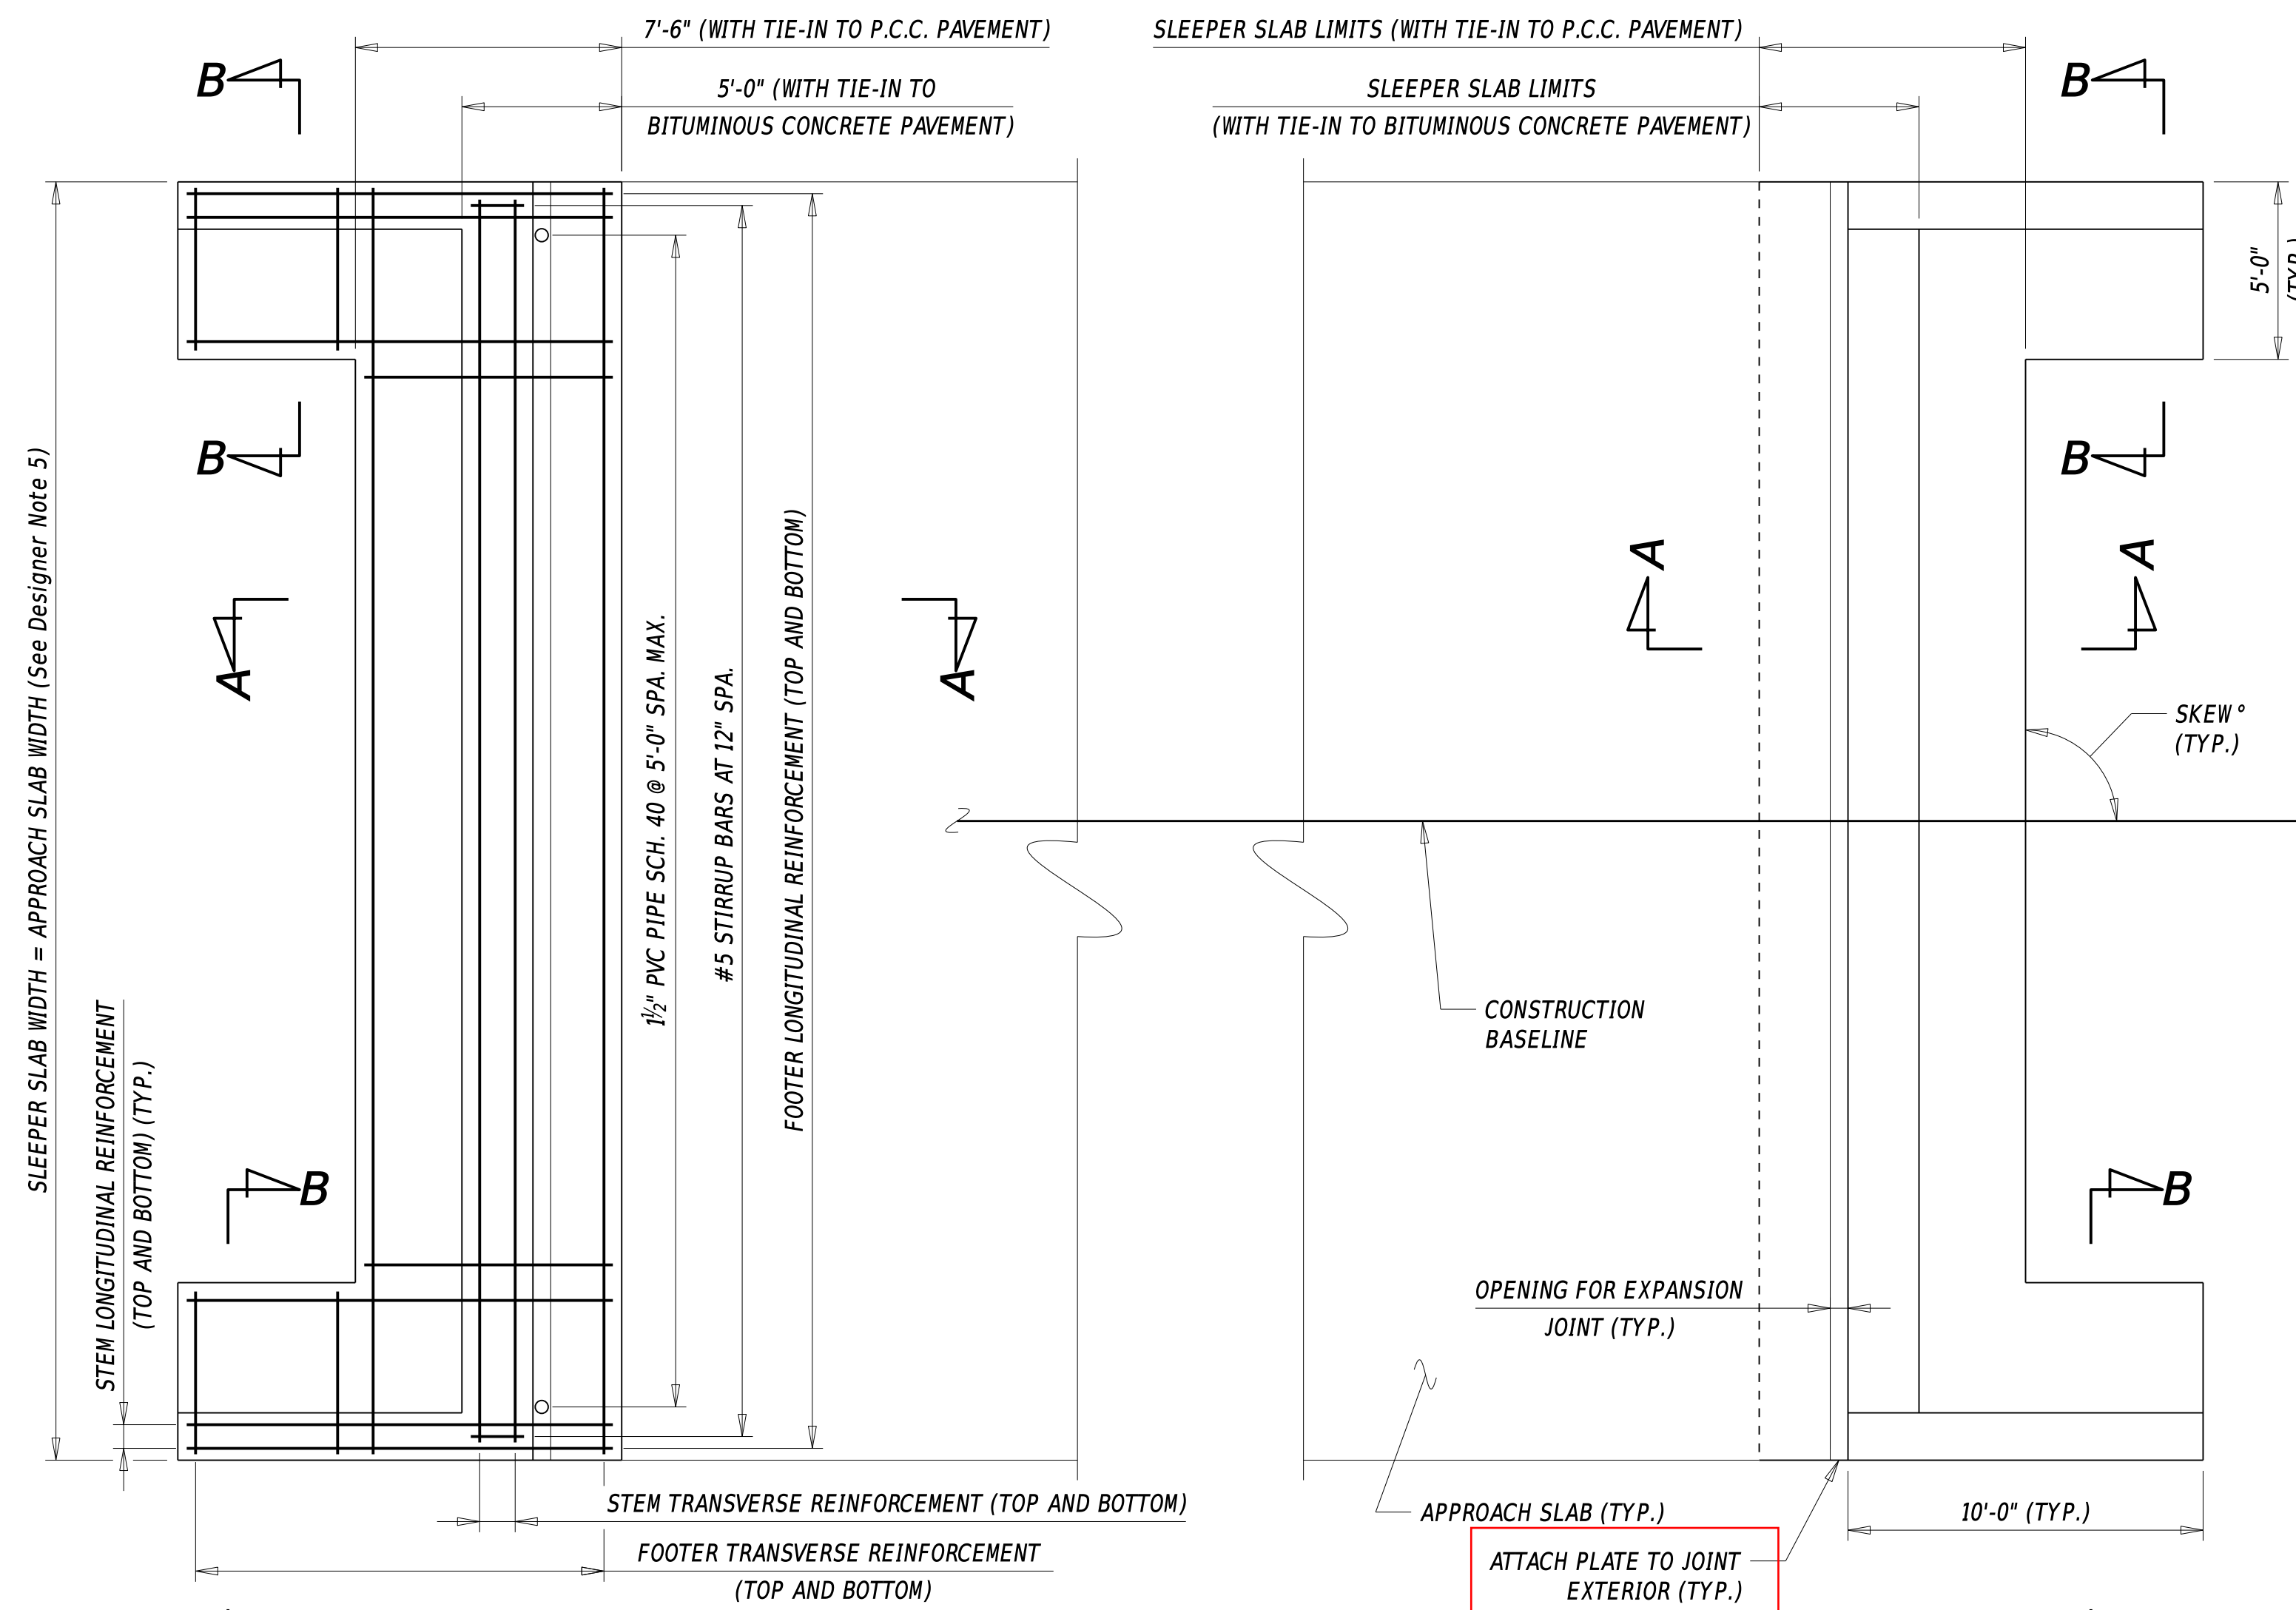 7'-6" (WITH TIE-IN TO P.C.C. PAVEMENT)
SLEEPER SLAB LIMITS (WITH TIE-IN TO P.C.C. PAVEMENT)
B
5'-0" (WITH TIE-IN TO
BITUMINOUS CONCRETE PAVEMENT)
SLEEPER SLAB LIMITS
(WITH TIE-IN TO BITUMINOUS CONCRETE PAVEMENT)
B
5'-0"
(TYP.)
B
B
A
A
A
A
SLEEPER SLAB WIDTH = APPROACH SLAB WIDTH (See Designer Note 5)
STEM LONGITUDINAL REINFORCEMENT
(TOP AND BOTTOM) (TYP.)
1½" PVC PIPE SCH. 40 @ 5'-0" SPA. MAX.
#5 STIRRUP BARS AT 12" SPA.
FOOTER LONGITUDINAL REINFORCEMENT (TOP AND BOTTOM)
SKEW°
(TYP.)
CONSTRUCTION
BASELINE
B
B
OPENING FOR EXPANSION
JOINT (TYP.)
STEM TRANSVERSE REINFORCEMENT (TOP AND BOTTOM)
FOOTER TRANSVERSE REINFORCEMENT
(TOP AND BOTTOM)
APPROACH SLAB (TYP.)
10'-0" (TYP.)
ATTACH PLATE TO JOINT
EXTERIOR (TYP.)